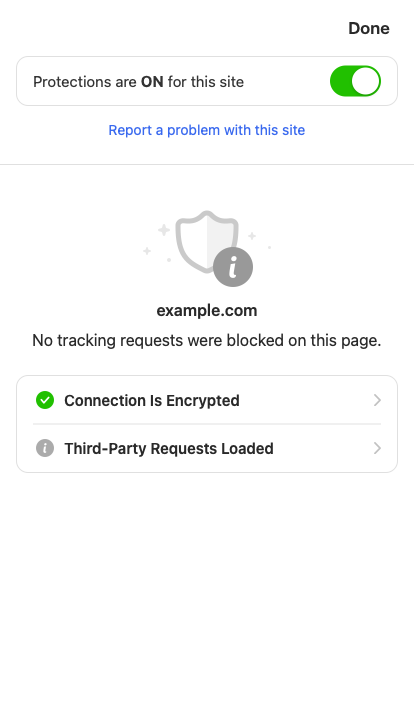 Done
Protections are ON for this site
Report a problem with this site
example.com
No tracking requests were blocked on this page.
Connection Is Encrypted
Third-Party Requests Loaded